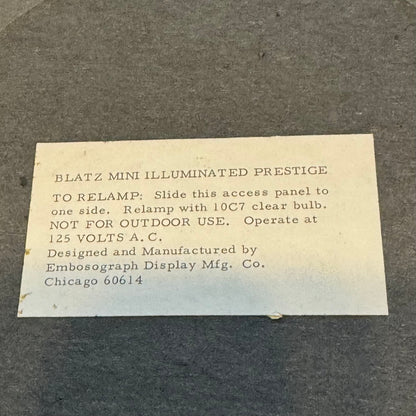 BLATZ MINI ILLUMINATED PRESTIGE
TO RELAMP: Slide this access panel to
one side. Relamp with 10C7 clear bulb.
NOT FOR OUTDOOR USE. Operate at
125 VOLTS A.C.
Designed and Manufactured by
Embosograph Display Mfg. Co.
Chicago 60614